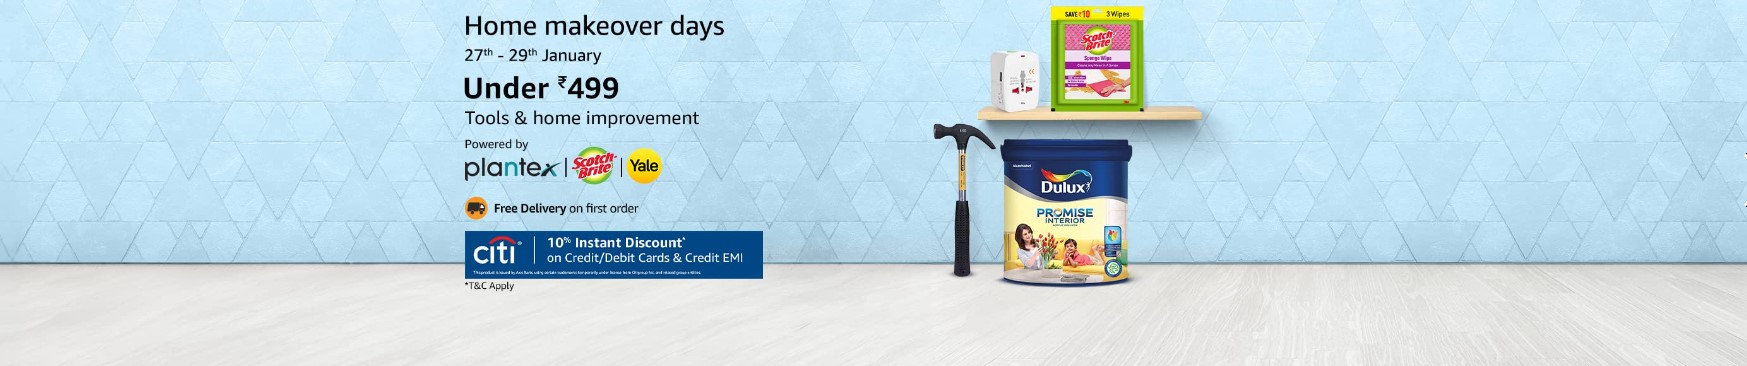 Home makeover days
27th - 29th January
Under ₹499
Tools & home improvement
Powered by
plantex | Scotch-Brite | Yale
Free Delivery on first order
citi
10% Instant Discount*
on Credit/Debit Cards & Credit EMI
*T&C Apply
SAVE ₹10 3 Wipes
Scotch Brite
Sponge Wipe
Dulux
PROMISE
INTERIOR